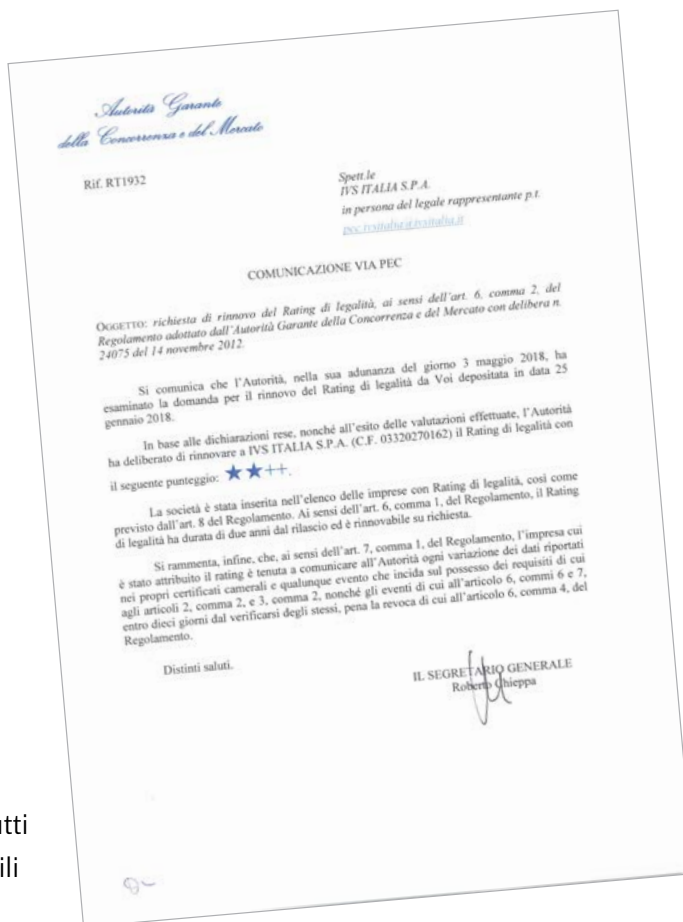 Autorità Garante
della Concorrenza e del Mercato
Rif. RT1932
Spett.le
IVS ITALIA S.P.A.
in persona del legale rappresentante p.t.
pec.ivsitalia@ivsitalia.it
COMUNICAZIONE VIA PEC
OGGETTO: richiesta di rinnovo del Rating di legalità, ai sensi dell'art. 6, comma 2, del
Regolamento adottato dall'Autorità Garante della Concorrenza e del Mercato con delibera n.
24075 del 14 novembre 2012.
Si comunica che l'Autorità, nella sua adunanza del giorno 3 maggio 2018, ha
esaminato la domanda per il rinnovo del Rating di legalità da Voi depositata in data 25
gennaio 2018.
In base alle dichiarazioni rese, nonché all'esito delle valutazioni effettuate, l'Autorità
ha deliberato di rinnovare a IVS ITALIA S.P.A. (C.F. 03320270162) il Rating di legalità con
il seguente punteggio: ★★++.
La società è stata inserita nell'elenco delle imprese con Rating di legalità, così come
previsto dall'art. 8 del Regolamento. Ai sensi dell'art. 6, comma 1, del Regolamento, il Rating
di legalità ha durata di due anni dal rilascio ed è rinnovabile su richiesta.
Si rammenta, infine, che, ai sensi dell'art. 7, comma 1, del Regolamento, l'impresa cui
è stato attribuito il rating è tenuta a comunicare all'Autorità ogni variazione dei dati riportati
nei propri certificati camerali e qualunque evento che incida sul possesso dei requisiti di cui
agli articoli 2, comma 2, e 3, comma 2, nonché gli eventi di cui all'articolo 6, commi 6 e 7,
entro dieci giorni dal verificarsi degli stessi, pena la revoca di cui all'articolo 6, comma 4, del
Regolamento.
Distinti saluti.
IL SEGRETARIO GENERALE
Roberto Chieppa
utti
ili